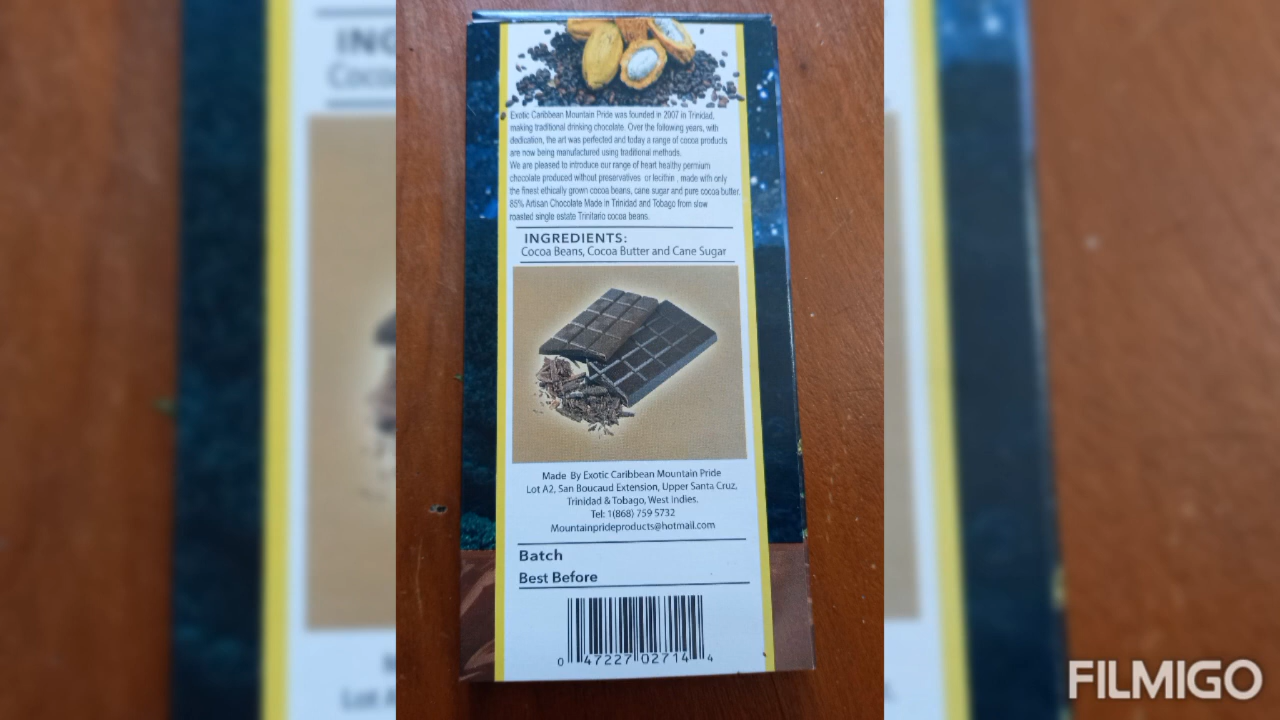 Exotic Caribbean Mountain Pride was founded in 2007 in Trinidad,
making traditional drinking chocolate. Over the following years, with
dedication, the art was perfected and today a range of cocoa products
are now being manufactured using traditional methods.
We are pleased to introduce our range of heart healthy permium
chocolate produced without preservatives or lecithin , made with only
the finest ethically grown cocoa beans, cane sugar and pure cocoa butter.
85% Artisan Chocolate Made in Trinidad and Tobago from slow
roasted single estate Trinitario cocoa beans.
INGREDIENTS:
Cocoa Beans, Cocoa Butter and Cane Sugar
Made By Exotic Caribbean Mountain Pride
Lot A2, San Boucaud Extension, Upper Santa Cruz,
Trinidad & Tobago, West Indies.
Tel: 1(868) 759 5732
Mountainprideproducts@hotmail.com
Batch
Best Before
0 47227 02714 4
FILMIGO